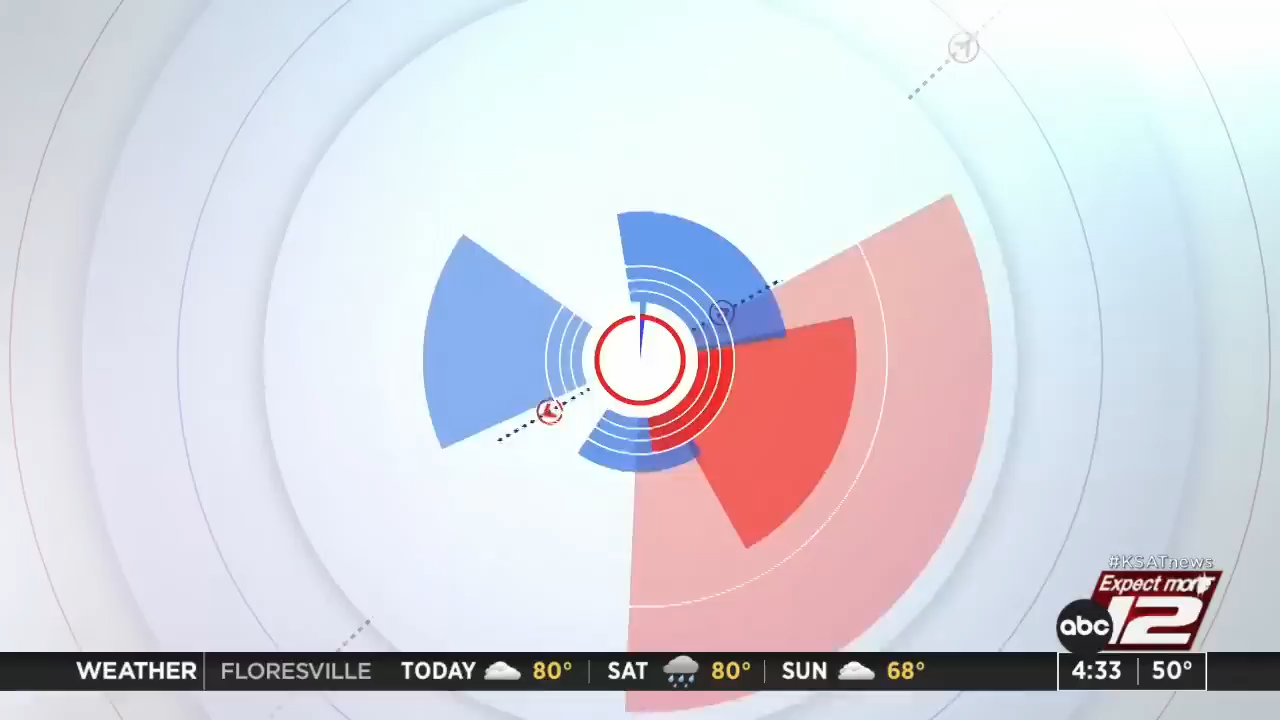 #KSATnews
Expect more
abc 12
WEATHER FLORESVILLE TODAY 80° SAT 80° SUN 68° 4:33 50°